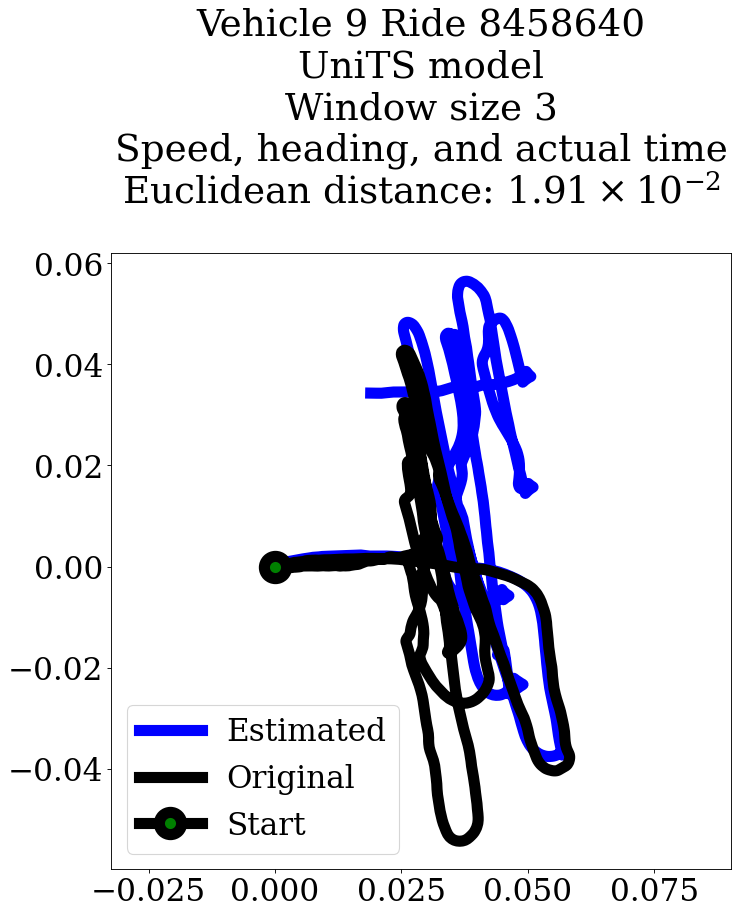 Vehicle 9 Ride 8458640
UniTS model
Window size 3
Speed, heading, and actual time
Euclidean distance: 1.91 × 10⁻²
0.06
0.04
0.02
0.00
−0.02
−0.04
Estimated
Original
Start
−0.025 0.000 0.025 0.050 0.075